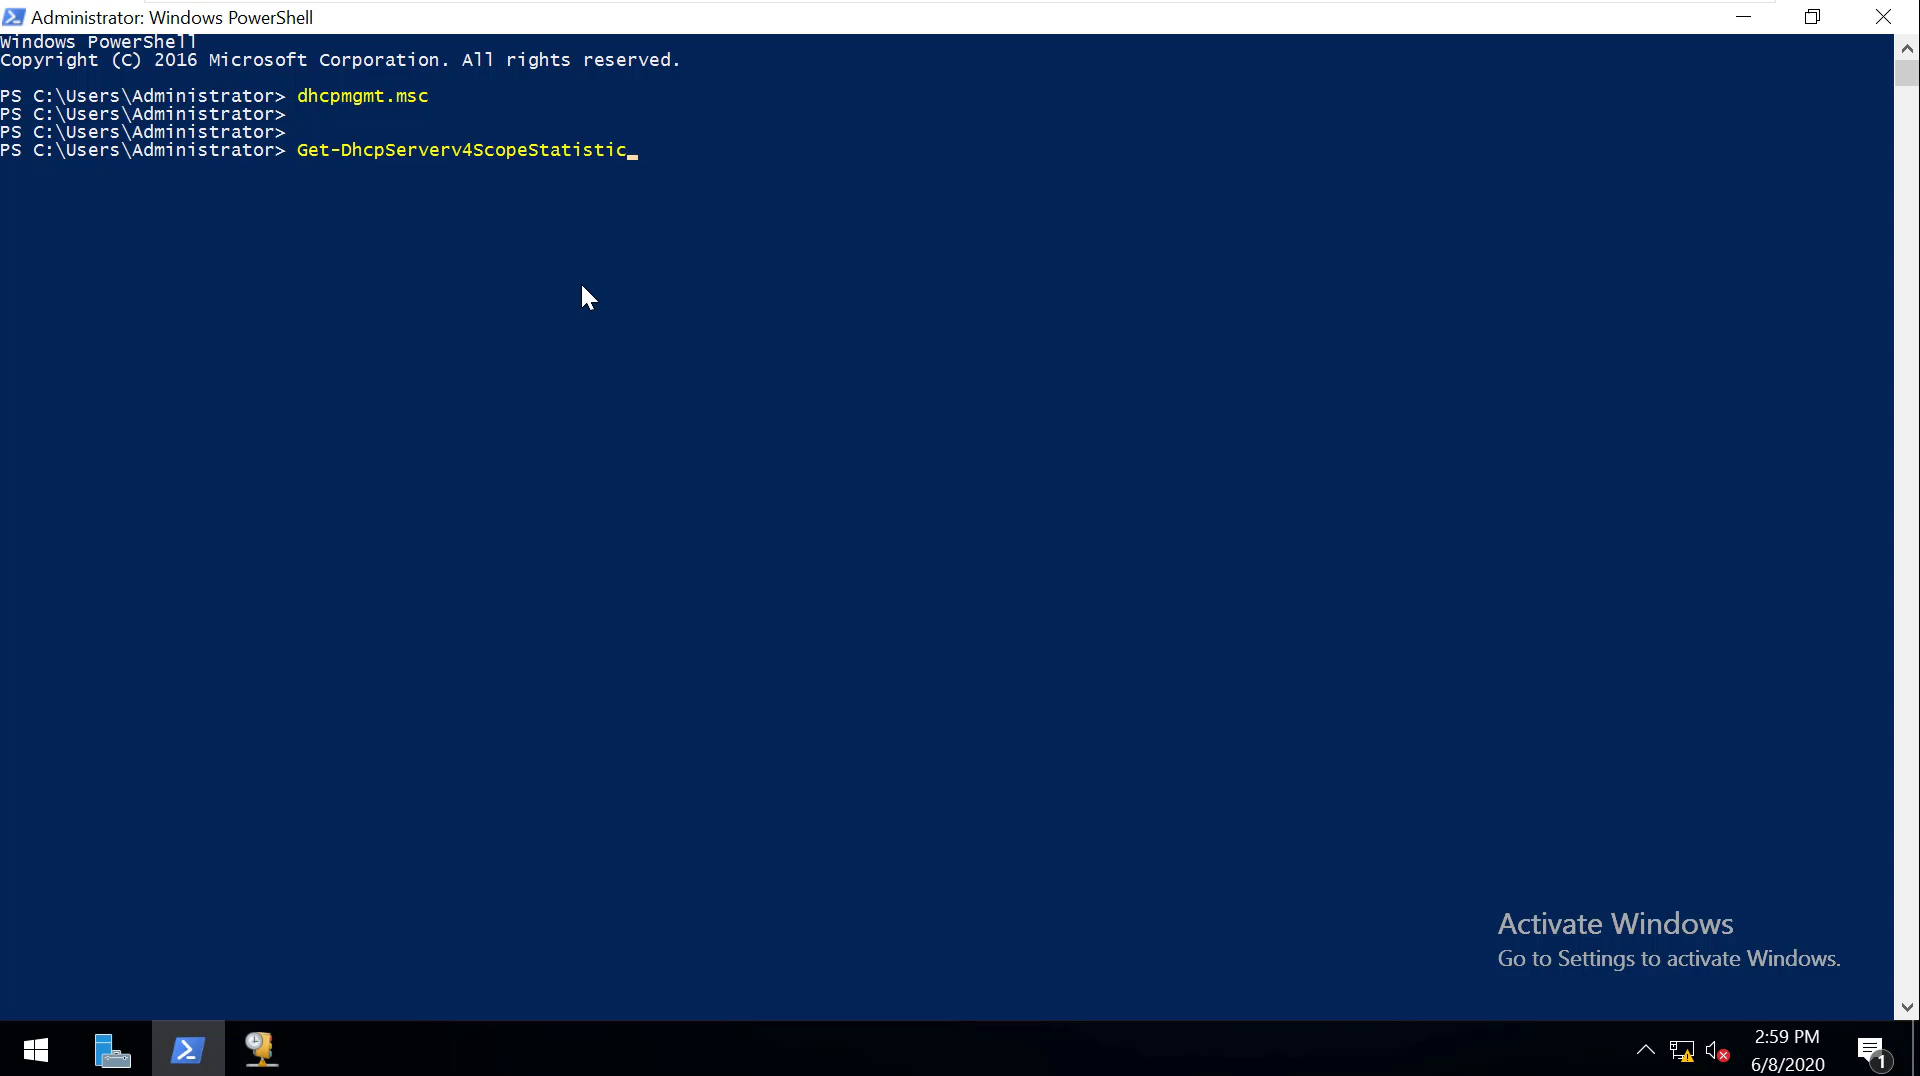 Administrator: Windows PowerShell
Windows PowerShell
Copyright (C) 2016 Microsoft Corporation. All rights reserved.
PS C:\Users\Administrator> dhcpmgmt.msc
PS C:\Users\Administrator>
PS C:\Users\Administrator>
PS C:\Users\Administrator> Get-DhcpServerv4ScopeStatistic
Activate Windows
Go to Settings to activate Windows.
2:59 PM
6/8/2020
1